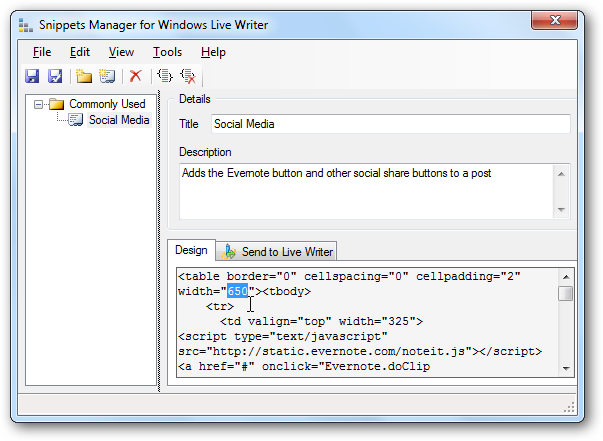 Snippets Manager for Windows Live Writer
File Edit View Tools Help
Commonly Used
Social Media
Details
Title Social Media
Description
Adds the Evernote button and other social share buttons to a post
Design Send to Live Writer
<table border="0" cellspacing="0" cellpadding="2"
width="650"><tbody>
<tr>
<td valign="top" width="325">
<script type="text/javascript"
src="http://static.evernote.com/noteit.js"></script>
<a href="#" onclick="Evernote.doClip